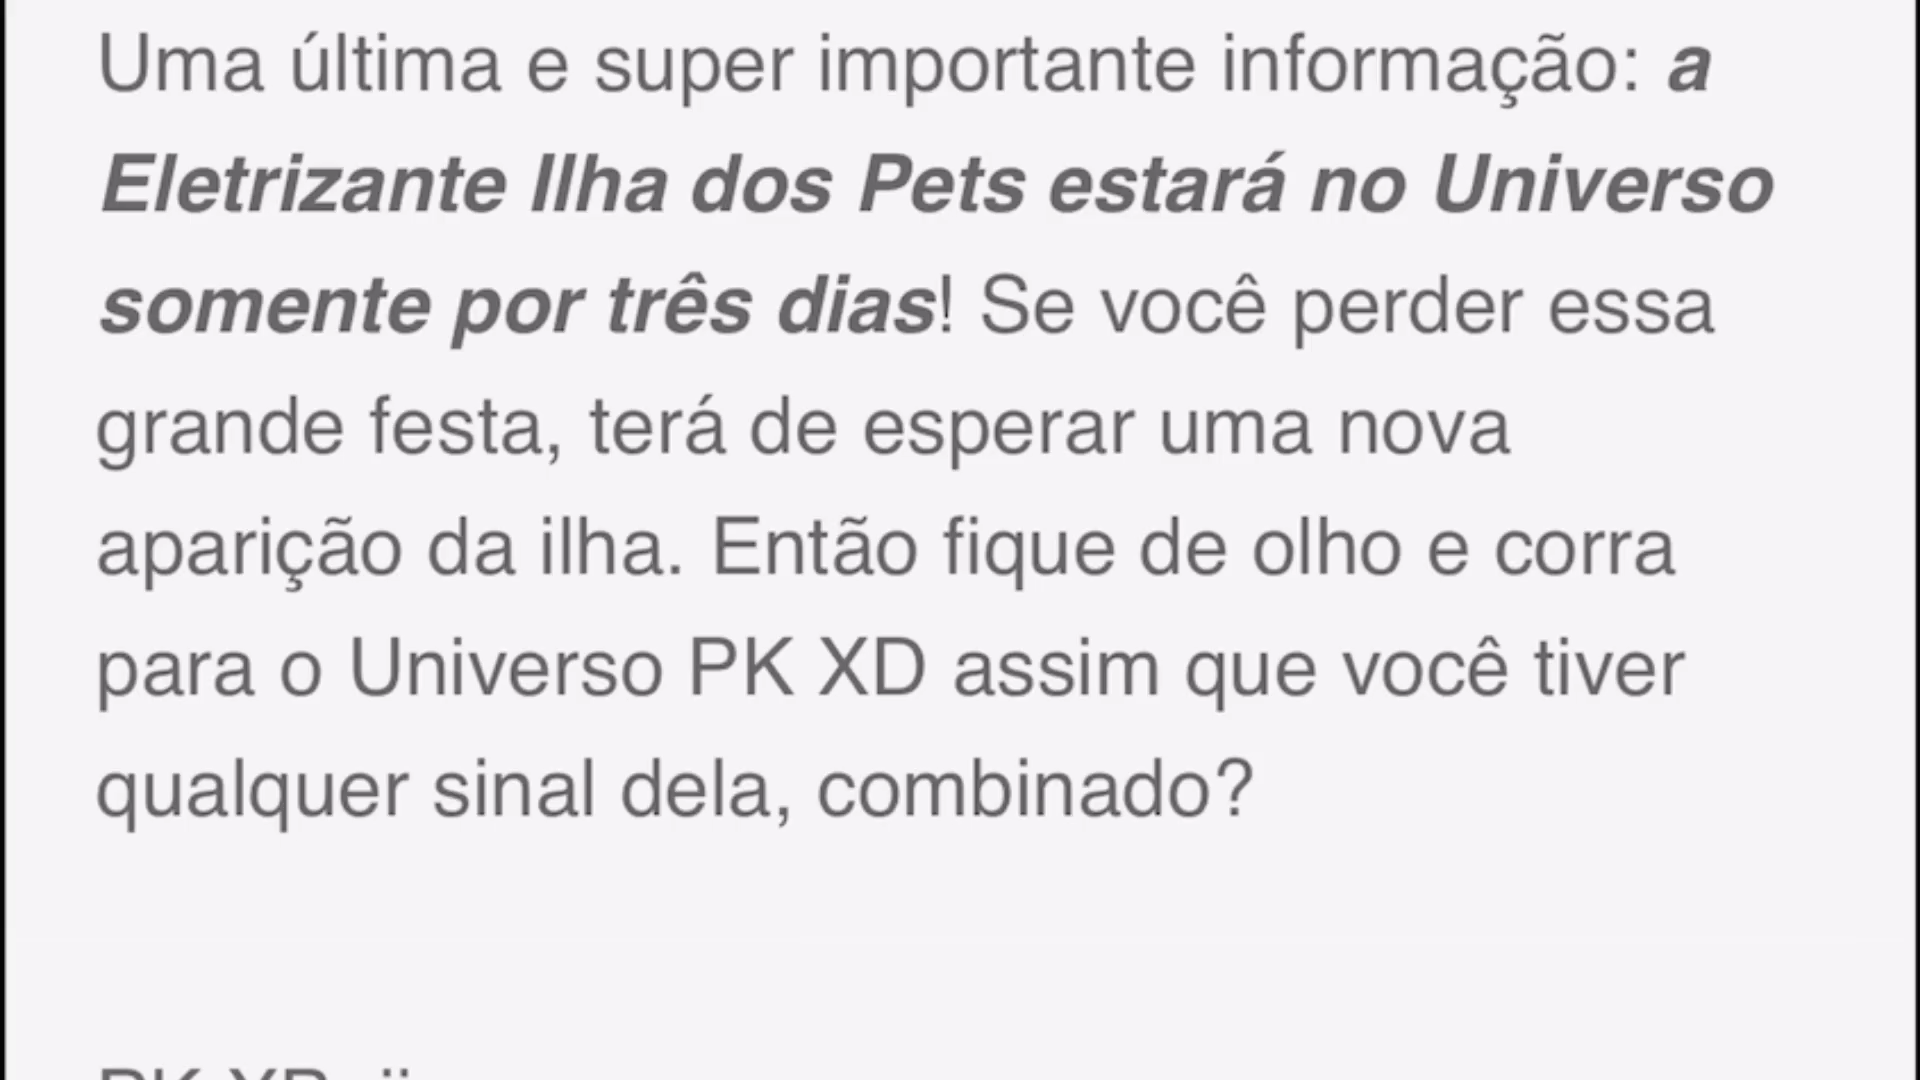 Uma última e super importante informação: a
Eletrizante Ilha dos Pets estará no Universo
somente por três dias! Se você perder essa
grande festa, terá de esperar uma nova
aparição da ilha. Então fique de olho e corra
para o Universo PK XD assim que você tiver
qualquer sinal dela, combinado?